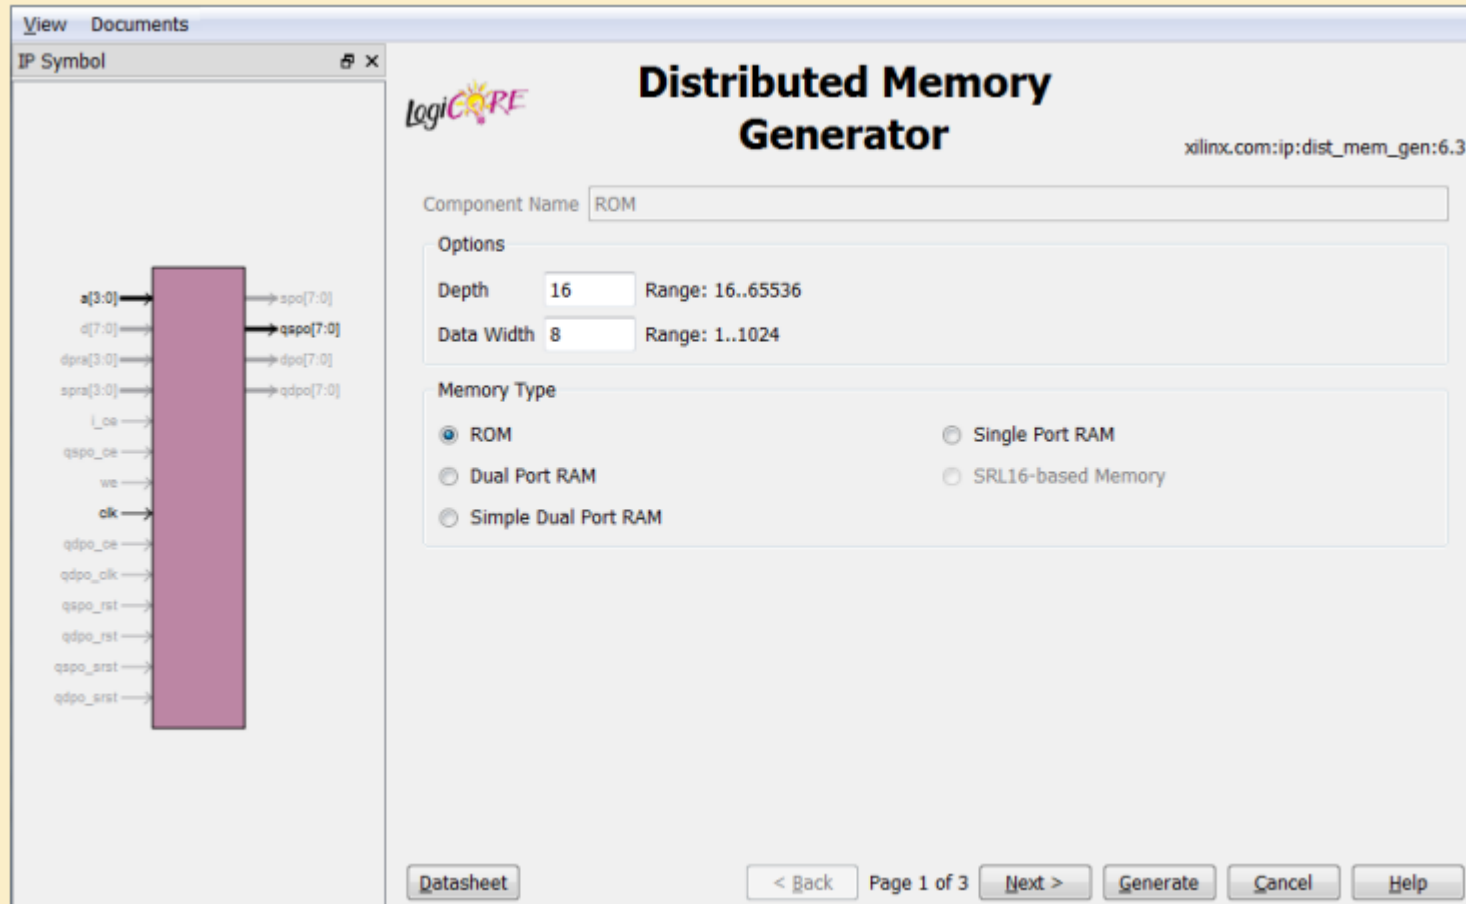 View Documents
IP Symbol
LogiCORE
Distributed Memory
Generator
xilinx.com:ip:dist_mem_gen:6.3
Component Name ROM
Options
Depth 16 Range: 16..65536
Data Width 8 Range: 1..1024
Memory Type
ROM Single Port RAM
Dual Port RAM SRL16-based Memory
Simple Dual Port RAM
a[3:0] spo[7:0]
d[7:0] qspo[7:0]
dpra[3:0] dpo[7:0]
spra[3:0] qdpo[7:0]
i_ce
qspo_ce
we
clk
qdpo_ce
qdpo_clk
qspo_rst
qdpo_rst
qspo_srst
qdpo_srst
Datasheet < Back Page 1 of 3 Next > Generate Cancel Help